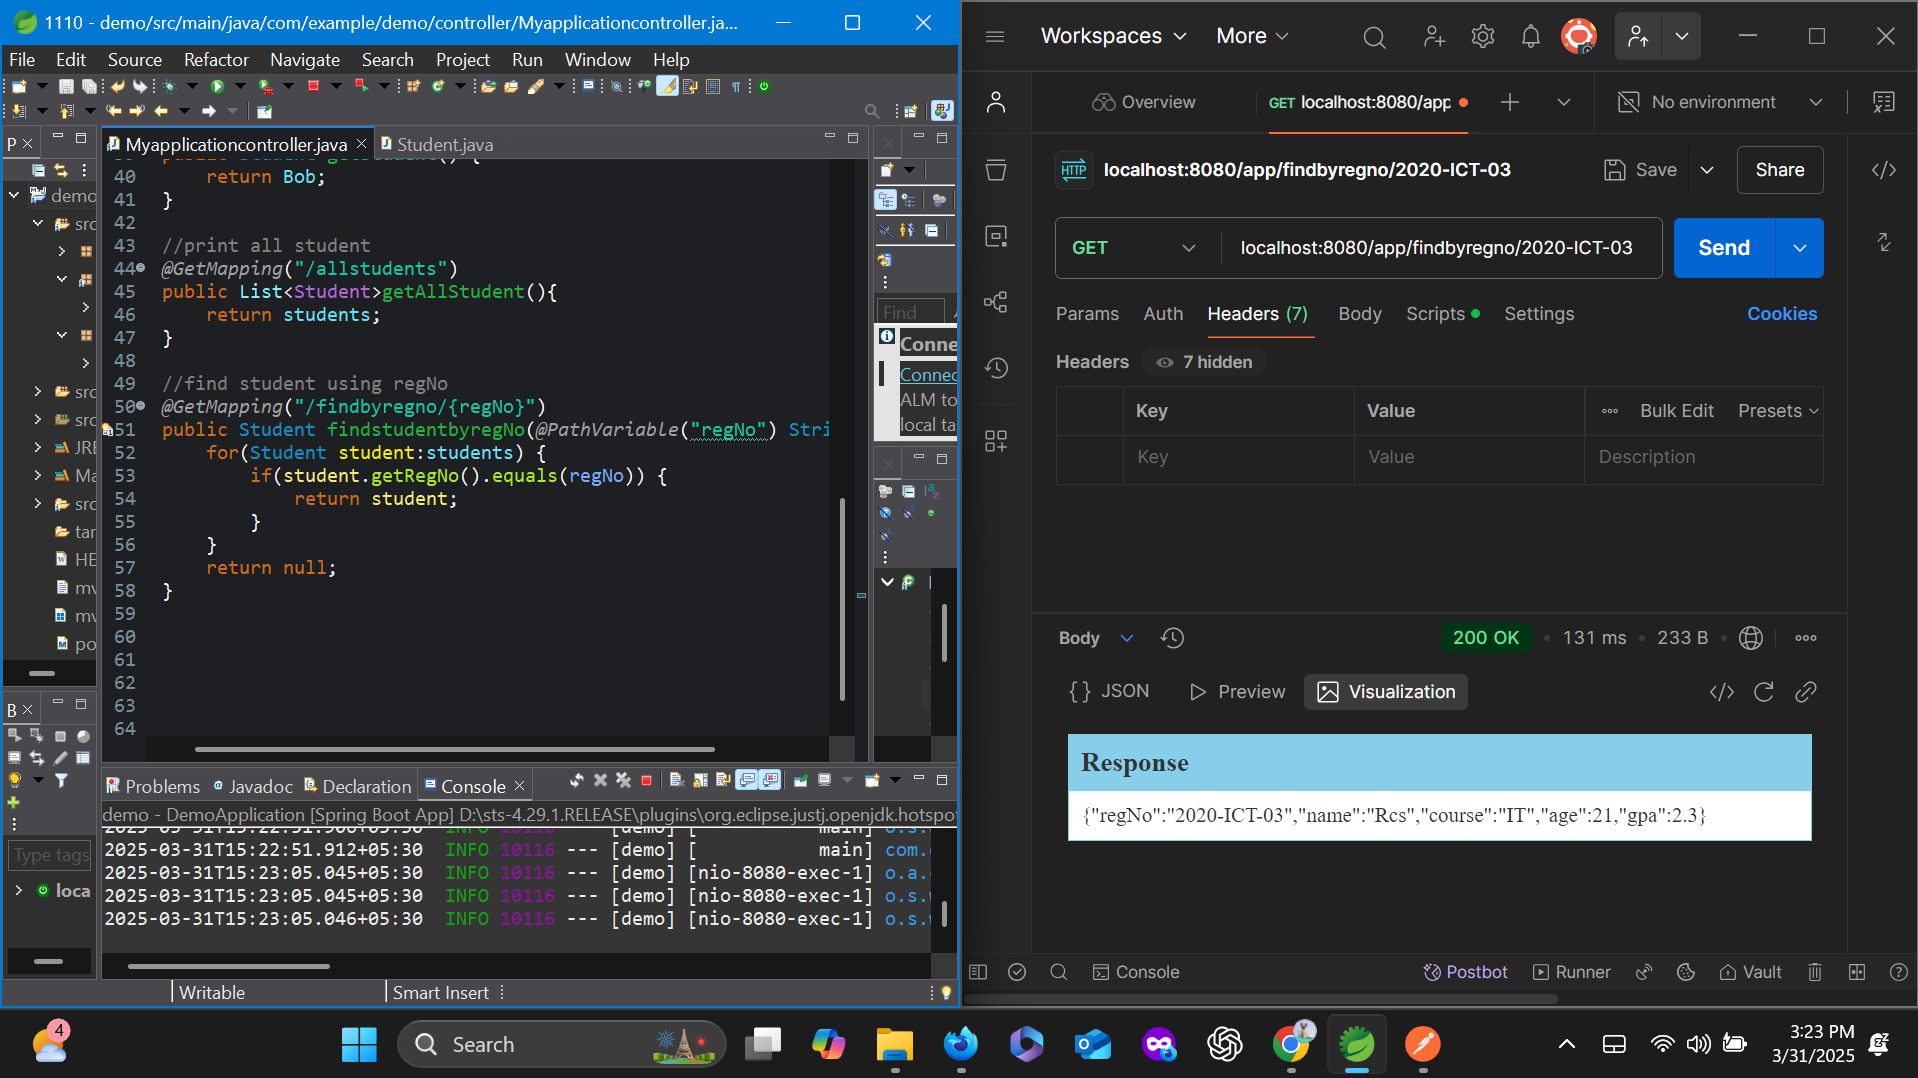 1110 - demo/src/main/java/com/example/demo/controller/Myapplicationcontroller.ja...
File Edit Source Refactor Navigate Search Project Run Window Help
P
Myapplicationcontroller.java
Student.java
demo
src
src
src
JRE
Ma
src
tar
HE
mv
mv
po
40 return Bob;
41 }
42
43 //print all student
44 @GetMapping("/allstudents")
45 public List<Student>getAllStudent(){
46 return students;
47 }
48
49 //find student using regNo
50 @GetMapping("/findbyregno/{regNo}")
51 public Student findstudentbyregNo(@PathVariable("regNo") Stri
52 for(Student student:students) {
53 if(student.getRegNo().equals(regNo)) {
54 return student;
55 }
56 }
57 return null;
58 }
59
60
61
62
63
64
Find
Conne
Connec
ALM to
local ta
B
Type tags
loca
Problems
Javadoc
Declaration
Console
demo - DemoApplication [Spring Boot App] D:\sts-4.29.1.RELEASE\plugins\org.eclipse.justj.openjdk.hotspo
2025-03-31T15:22:51.912+05:30 INFO 10116 --- [demo] [ main] com.
2025-03-31T15:23:05.045+05:30 INFO 10116 --- [demo] [nio-8080-exec-1] o.a.
2025-03-31T15:23:05.045+05:30 INFO 10116 --- [demo] [nio-8080-exec-1] o.s.
2025-03-31T15:23:05.046+05:30 INFO 10116 --- [demo] [nio-8080-exec-1] o.s.
Writable
Smart Insert
Workspaces More
Overview
GET localhost:8080/app
No environment
HTTP localhost:8080/app/findbyregno/2020-ICT-03
Save
Share
GET
localhost:8080/app/findbyregno/2020-ICT-03
Send
Params Auth Headers (7) Body Scripts Settings
Cookies
Headers 7 hidden
Key Value Bulk Edit Presets
Key Value Description
Body
200 OK 131 ms 233 B
{} JSON Preview Visualization
Response
{"regNo":"2020-ICT-03","name":"Rcs","course":"IT","age":21,"gpa":2.3}
Console
Postbot Runner Vault
4
Search
3:23 PM
3/31/2025